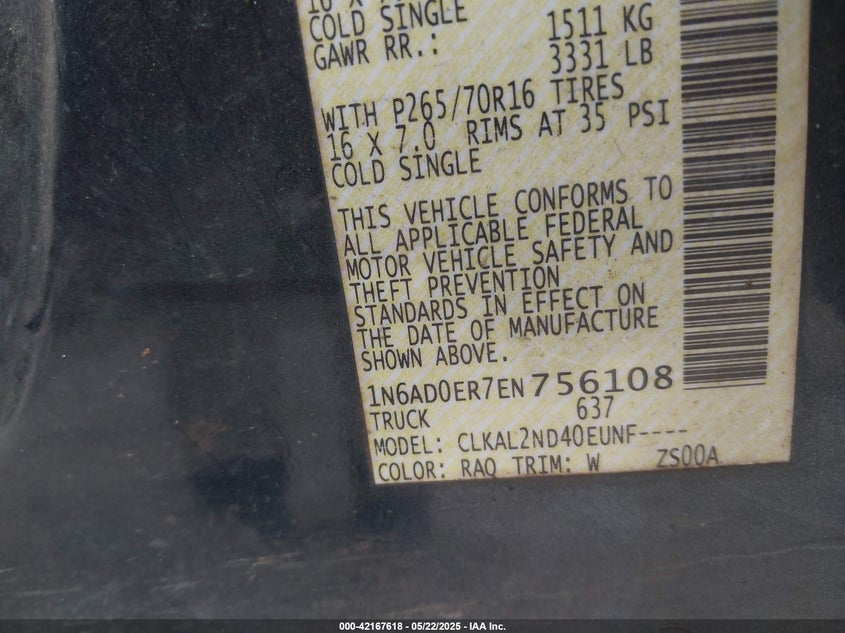 COLD SINGLE 1511 KG
GAWR RR.: 3331 LB
WITH P265/70R16 TIRES
16 X 7.0 RIMS AT 35 PSI
COLD SINGLE
THIS VEHICLE CONFORMS TO
ALL APPLICABLE FEDERAL
MOTOR VEHICLE SAFETY AND
THEFT PREVENTION
STANDARDS IN EFFECT ON
THE DATE OF MANUFACTURE
SHOWN ABOVE.
1N6AD0ER7EN756108
TRUCK 637
MODEL: CLKAL2ND40EUNF----
COLOR: RAQ TRIM: W ZS00A
000-42167618 - 05/22/2025 - IAA Inc.